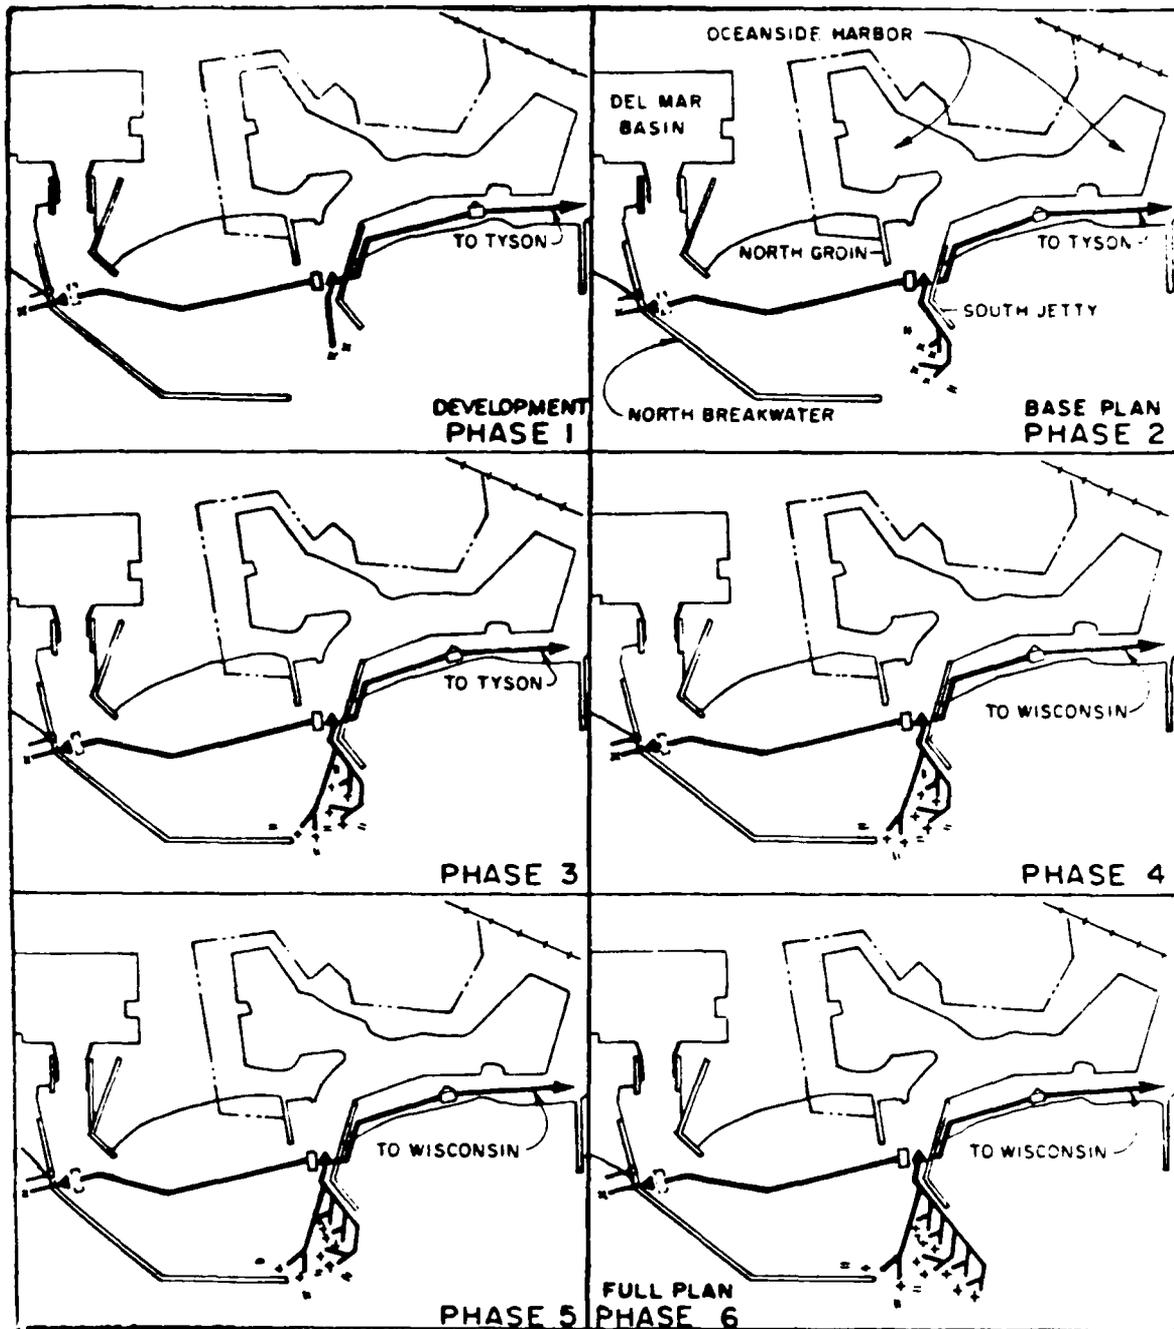 OCEANSIDE HARBOR
DEL MAR
BASIN
TO TYSON
DEVELOPMENT
PHASE 1
TO TYSON
NORTH GROIN
SOUTH JETTY
NORTH BREAKWATER
BASE PLAN
PHASE 2
TO TYSON
PHASE 3
TO WISCONSIN
PHASE 4
TO WISCONSIN
PHASE 5
TO WISCONSIN
FULL PLAN
PHASE 6